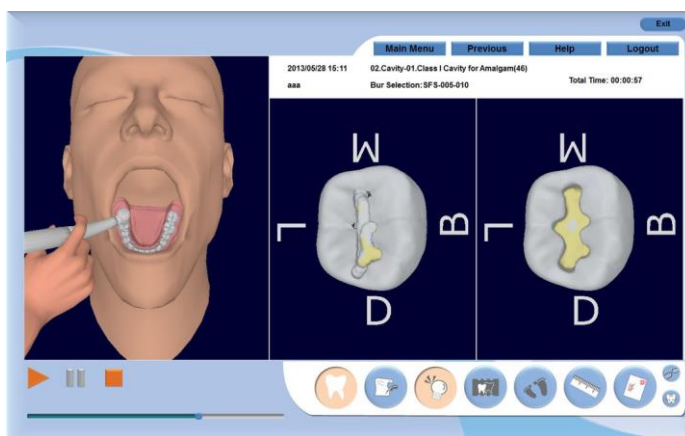 Exit
Main Menu Previous Help Logout
2013/05/28 15:11 02.Cavity-01.Class I Cavity for Amalgam(46)
Total Time: 00:00:57
aaa Bur Selection:SFS-005-010
M M
L B L B
D D